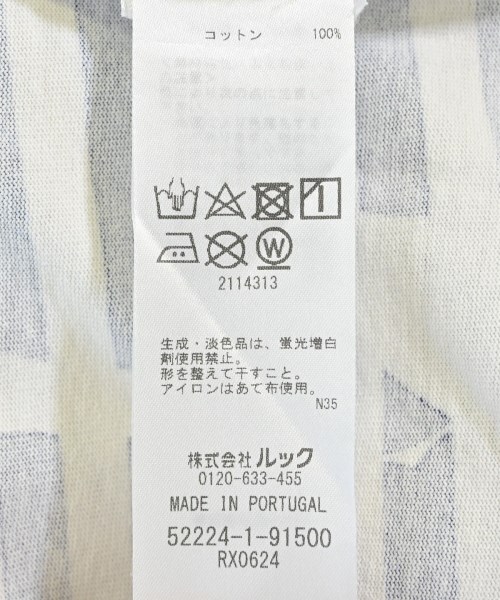 コットン 100%
W
2114313
生成・淡色品は、蛍光増白
剤使用禁止。
形を整えて干すこと。
アイロンはあて布使用。
N35
株式会社 ルック
0120-633-455
MADE IN PORTUGAL
52224-1-91500
RX0624